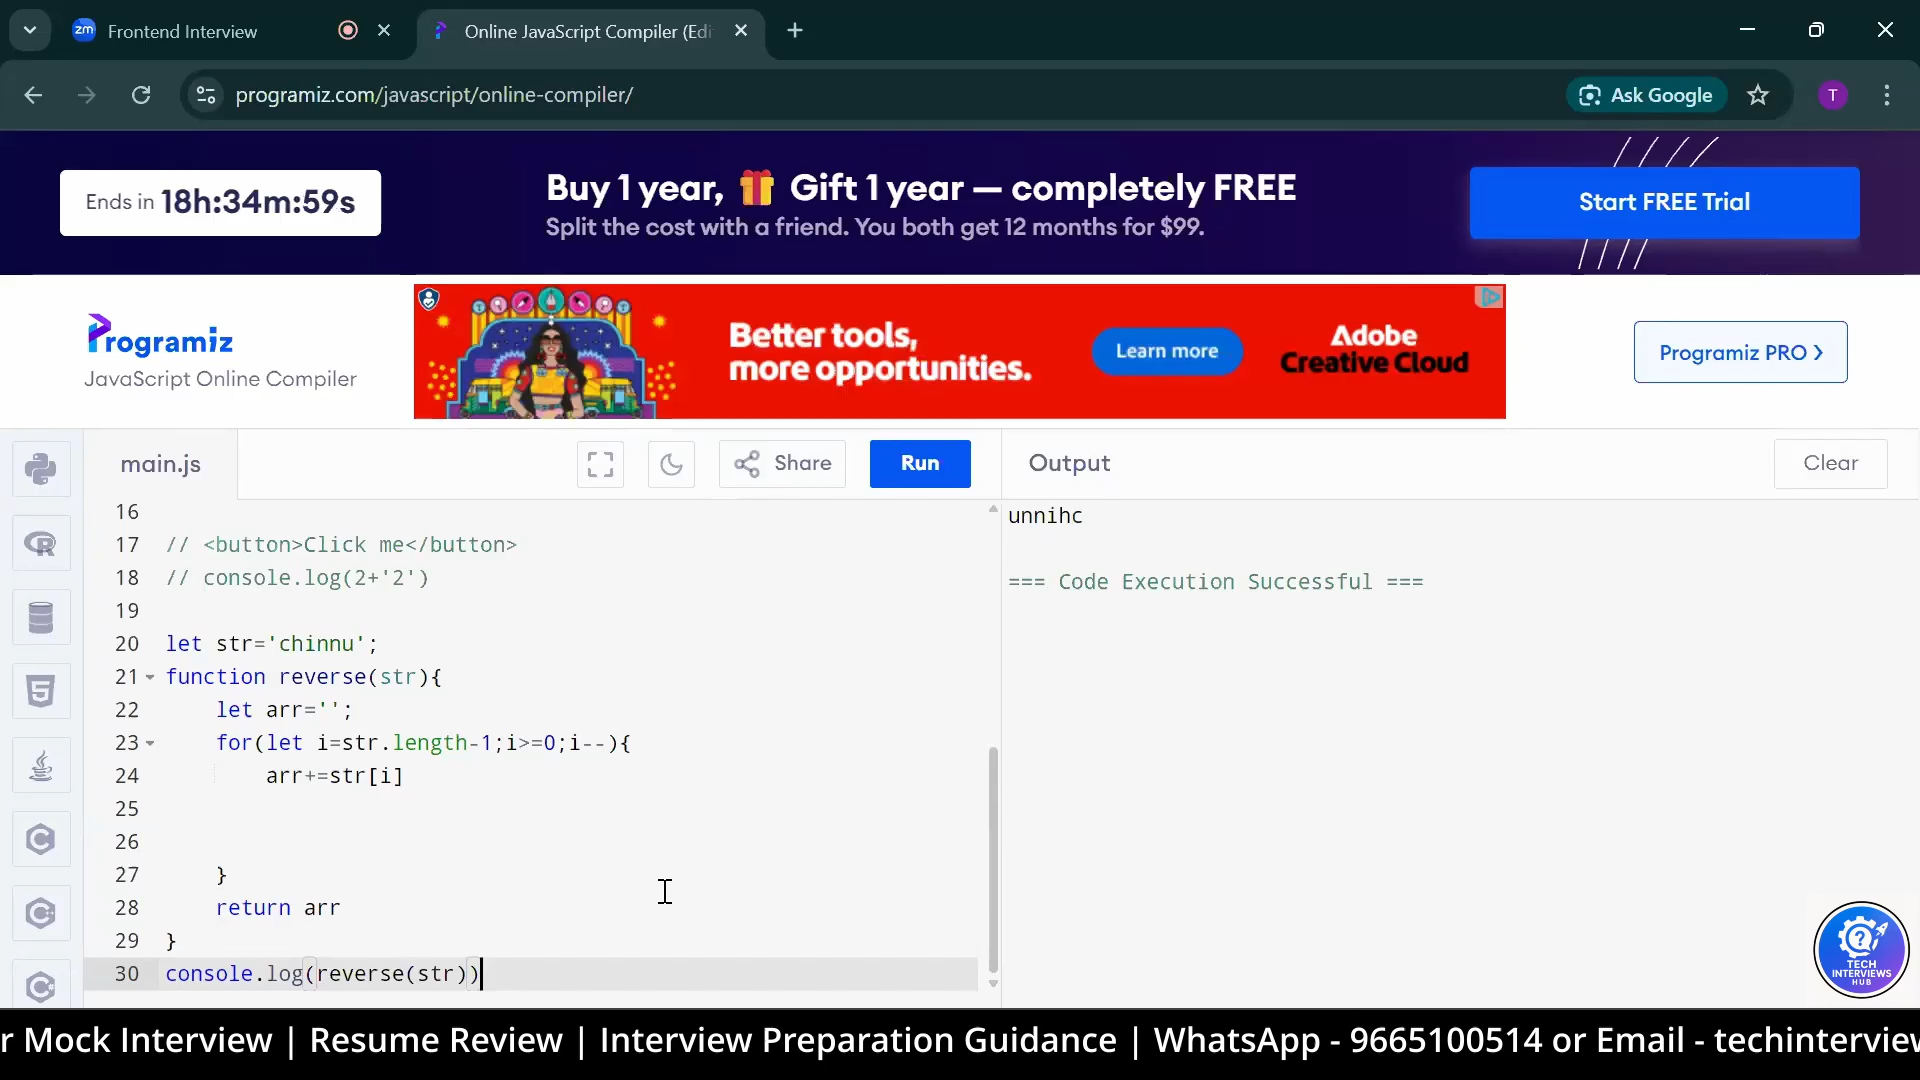 zm Frontend Interview
Online JavaScript Compiler (Edi
programiz.com/javascript/online-compiler/
Ask Google
T
Ends in 18h:34m:59s
Buy 1 year, 🎁 Gift 1 year — completely FREE
Split the cost with a friend. You both get 12 months for $99.
Start FREE Trial
Programiz
JavaScript Online Compiler
Better tools,
more opportunities.
Learn more
Adobe
Creative Cloud
Programiz PRO ›
main.js
Share
Run
Output
Clear
16
17 // <button>Click me</button>
18 // console.log(2+'2')
19
20 let str='chinnu';
21 function reverse(str){
22 let arr='';
23 for(let i=str.length-1;i>=0;i--){
24 arr+=str[i]
25
26
27 }
28 return arr
29 }
30 console.log(reverse(str))
unnihc
=== Code Execution Successful ===
TECH
INTERVIEWS
HUB
r Mock Interview | Resume Review | Interview Preparation Guidance | WhatsApp - 9665100514 or Email - techinterview